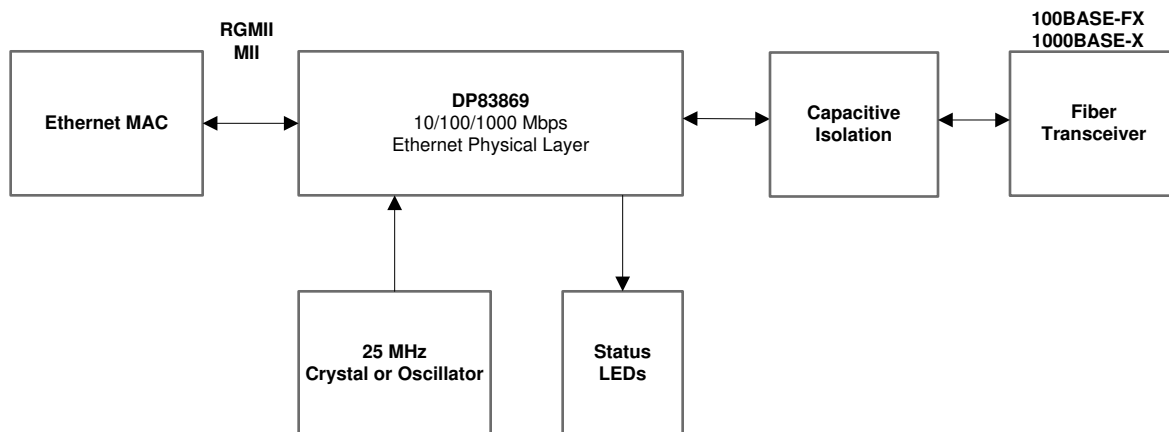 RGMII
MII
100BASE-FX
1000BASE-X
Ethernet MAC
DP83869
10/100/1000 Mbps
Ethernet Physical Layer
Capacitive
Isolation
Fiber
Transceiver
25 MHz
Crystal or Oscillator
Status
LEDs